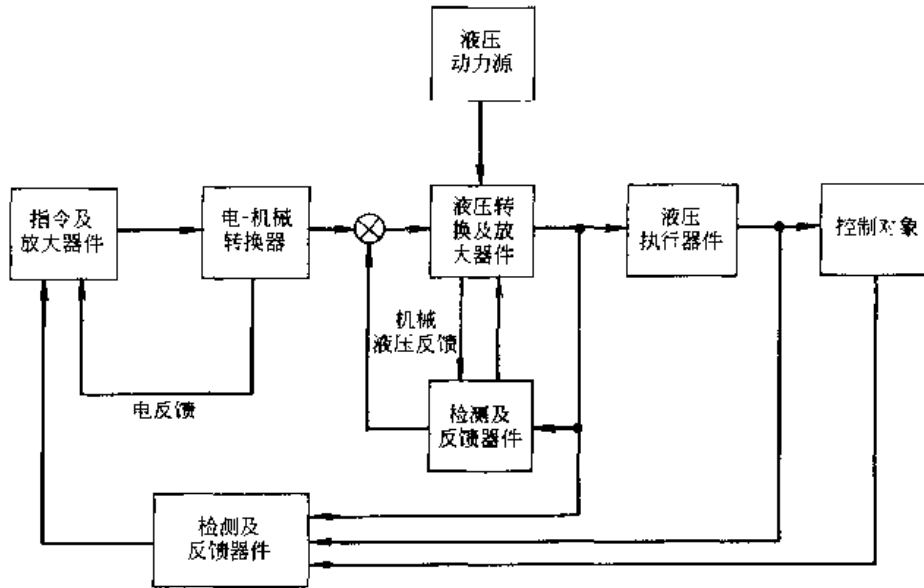 液压
动力源
指令及
放大器件
电-机械
转换器
液压转
换及放
大器件
液压
执行器件
控制对象
机械
液压反馈
电反馈
检测及
反馈器件
检测及
反馈器件